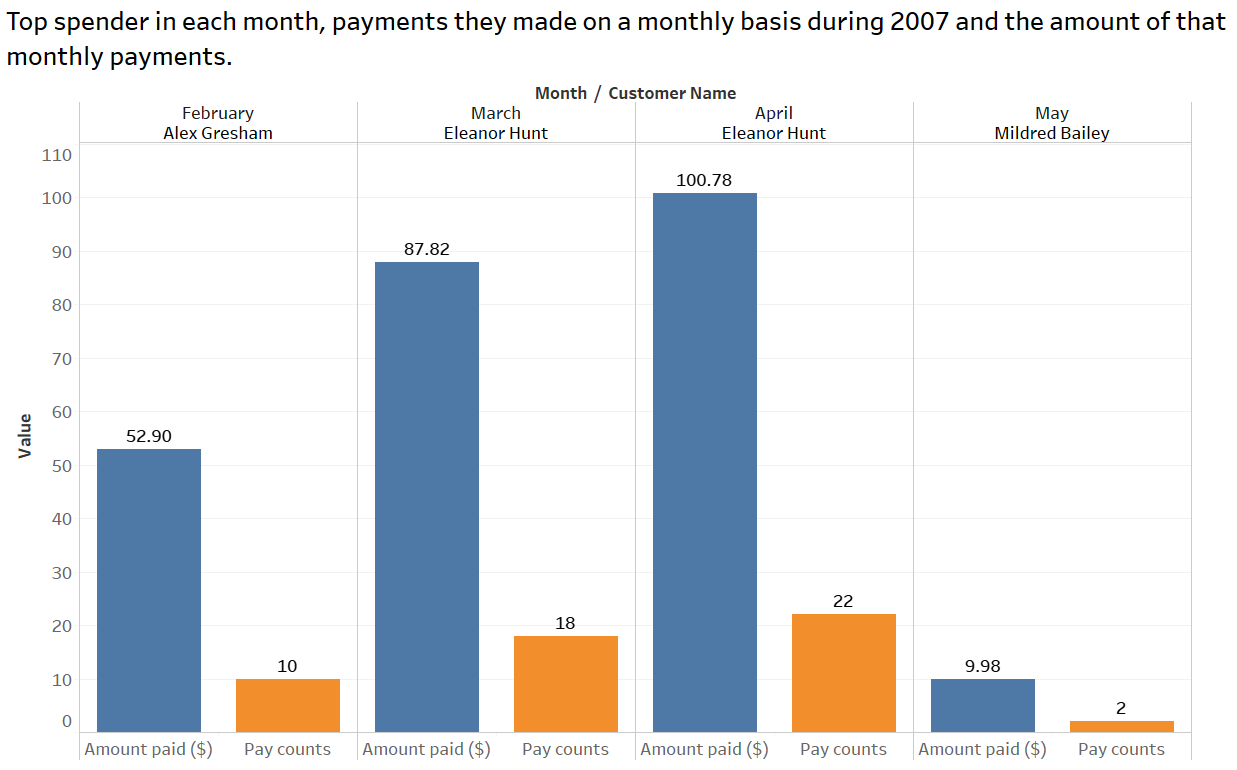 Top spender in each month, payments they made on a monthly basis during 2007 and the amount of that
monthly payments.
Month / Customer Name
February March April May
Alex Gresham Eleanor Hunt Eleanor Hunt Mildred Bailey
110
100
90
80
70
60
50
40
30
20
10
0
Value
52.90
10
87.82
18
100.78
22
9.98
2
Amount paid ($) Pay counts Amount paid ($) Pay counts Amount paid ($) Pay counts Amount paid ($) Pay counts